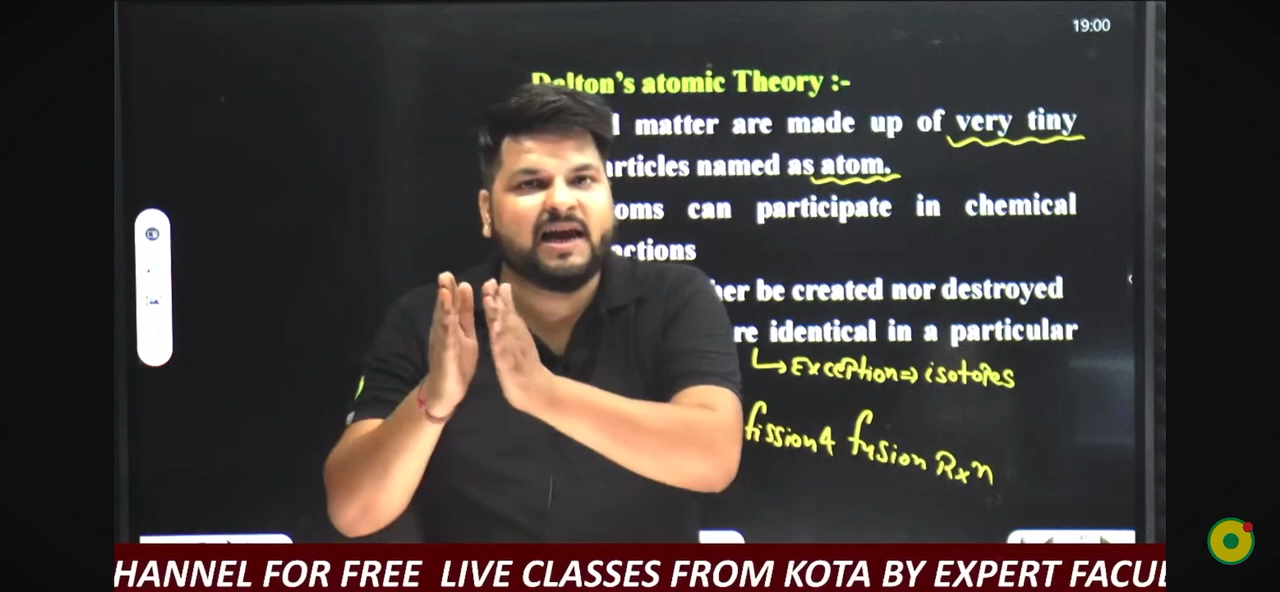 19:00
Dalton's atomic Theory :-
l matter are made up of very tiny
articles named as atom.
oms can participate in chemical
actions
her be created nor destroyed
re identical in a particular
↳ Exception⇒ isotopes
fission & fusion Rxn
HANNEL FOR FREE LIVE CLASSES FROM KOTA BY EXPERT FACUL